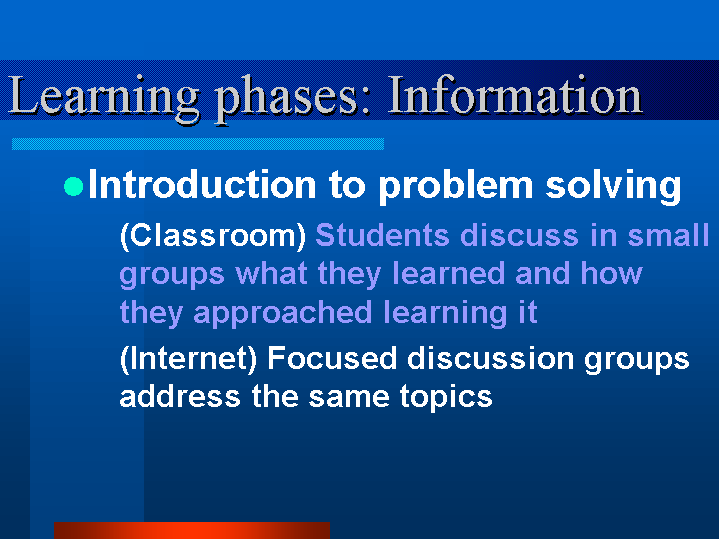 Learning phases: Information
Introduction to problem solving
(Classroom) Students discuss in small
groups what they learned and how
they approached learning it
(Internet) Focused discussion groups
address the same topics